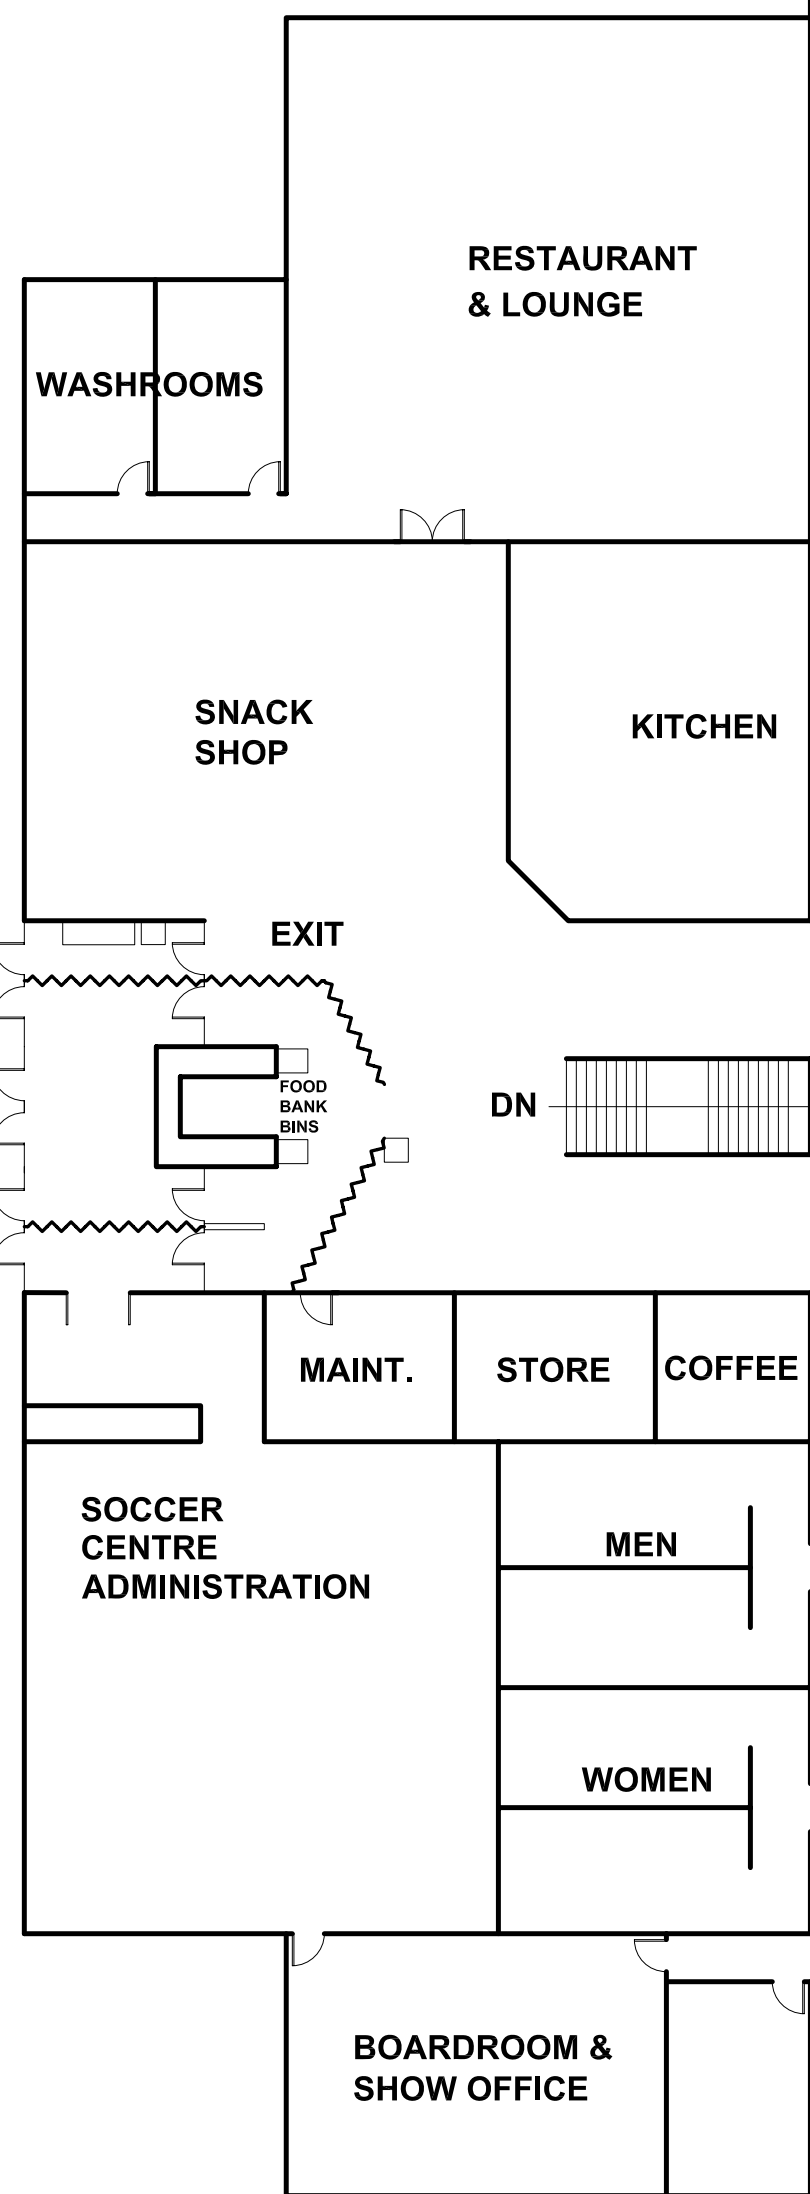 RESTAURANT
& LOUNGE
WASHROOMS
SNACK
SHOP
KITCHEN
EXIT
FOOD
BANK
BINS
DN
MAINT.
STORE
COFFEE
SOCCER
CENTRE
ADMINISTRATION
MEN
WOMEN
BOARDROOM &
SHOW OFFICE